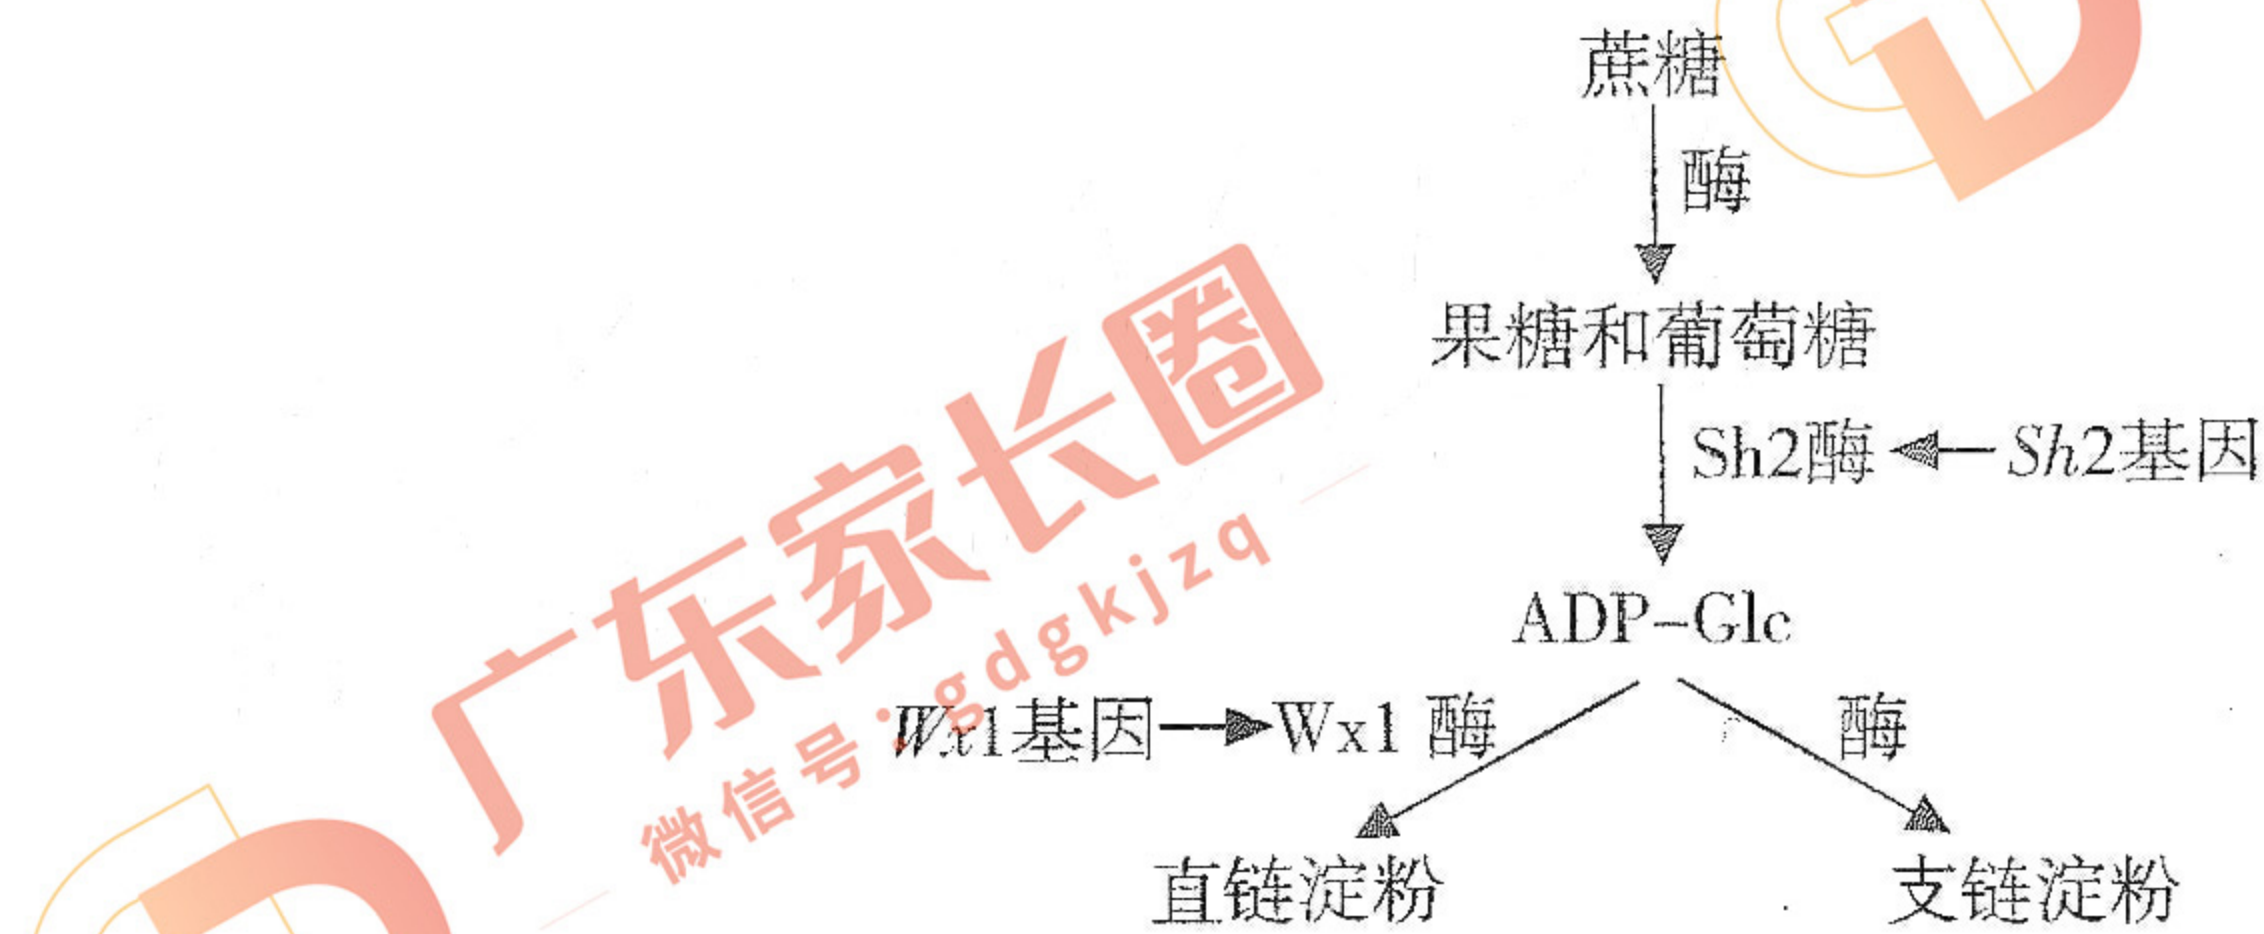 蔗糖
酶
果糖和葡萄糖
Sh2酶 Sh2基因
ADP-Glc
Wx1基因 Wx1 酶 酶
直链淀粉 支链淀粉
广东家长圈
微信号:gdgkjzq